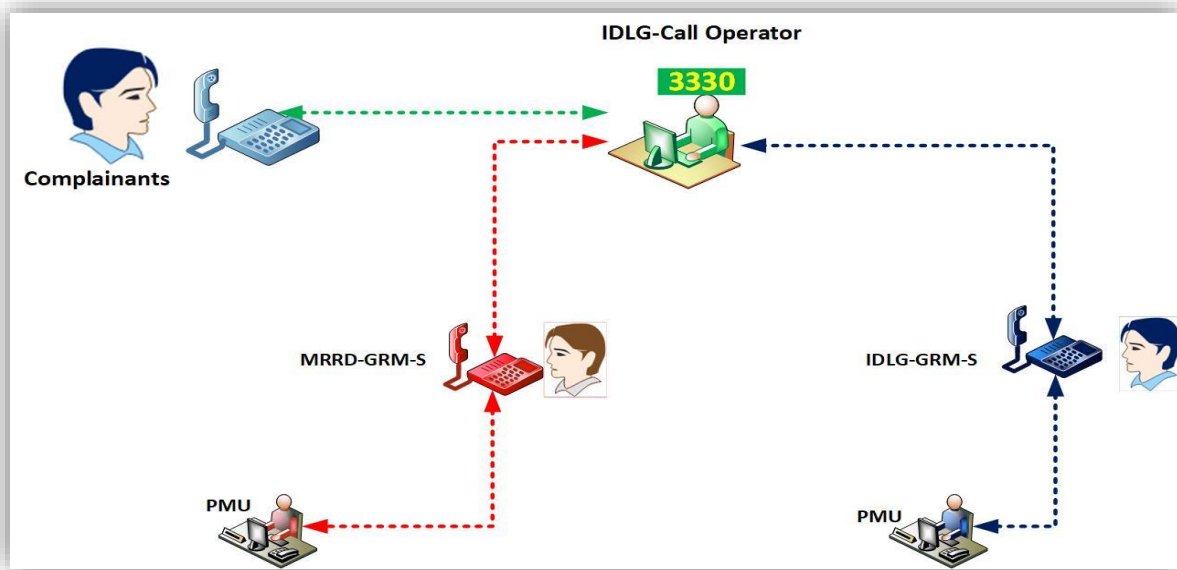 IDLG-Call Operator
3330
Complainants
MRRD-GRM-S
IDLG-GRM-S
PMU
PMU